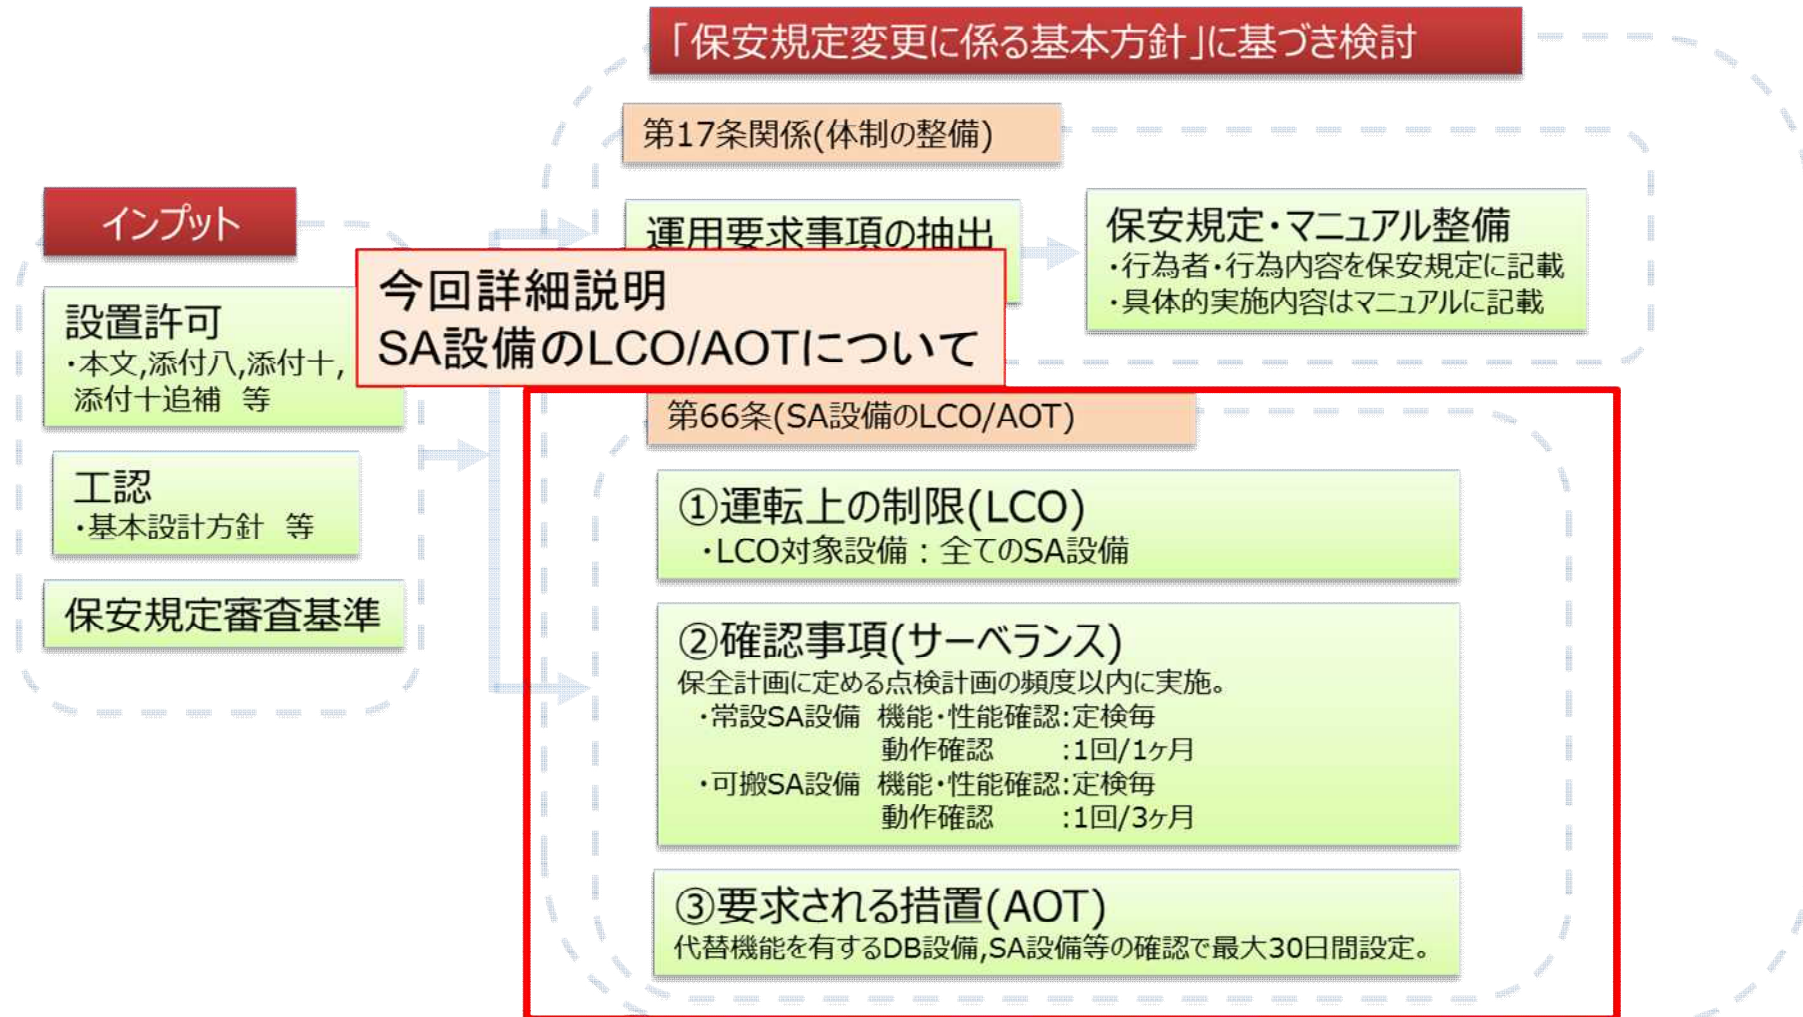 「保安規定変更に係る基本方針」に基づき検討
第17条関係(体制の整備)
インプット
設置許可
・本文,添付八,添付十,
添付十追補 等
工認
・基本設計方針 等
保安規定審査基準
運用要求事項の抽出
保安規定・マニュアル整備
・行為者・行為内容を保安規定に記載
・具体的実施内容はマニュアルに記載
今回詳細説明
SA設備のLCO/AOTについて
第66条(SA設備のLCO/AOT)
①運転上の制限(LCO)
・LCO対象設備：全てのSA設備
②確認事項(サーベランス)
保全計画に定める点検計画の頻度以内に実施。
・常設SA設備 機能・性能確認:定検毎
動作確認 :1回/1ヶ月
・可搬SA設備 機能・性能確認:定検毎
動作確認 :1回/3ヶ月
③要求される措置(AOT)
代替機能を有するDB設備,SA設備等の確認で最大30日間設定。